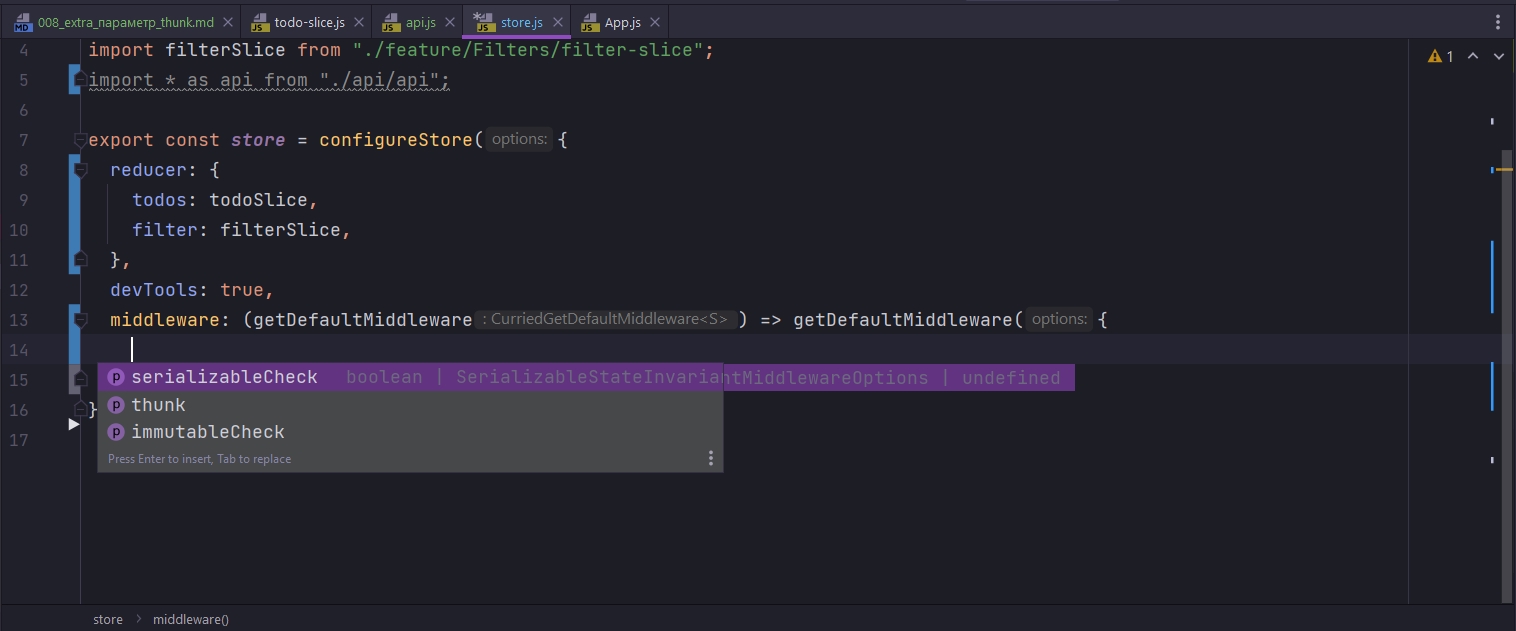 MD 08_extra_параметр_thunk.md JS todo-slice.js JS api.js JS store.js JS App.js
4 import filterSlice from "./feature/Filters/filter-slice"; 1
5 import * as api from "./api/api";
6
7 export const store = configureStore( options: {
8 reducer: {
9 todos: todoSlice,
10 filter: filterSlice,
11 },
12 devTools: true,
13 middleware: (getDefaultMiddleware : CurriedGetDefaultMiddleware<S> ) => getDefaultMiddleware( options: {
14
15 p serializableCheck boolean | SerializableStateInvariantMiddlewareOptions | undefined
p thunk
16 }
p immutableCheck
17
Press Enter to insert, Tab to replace
store > middleware()